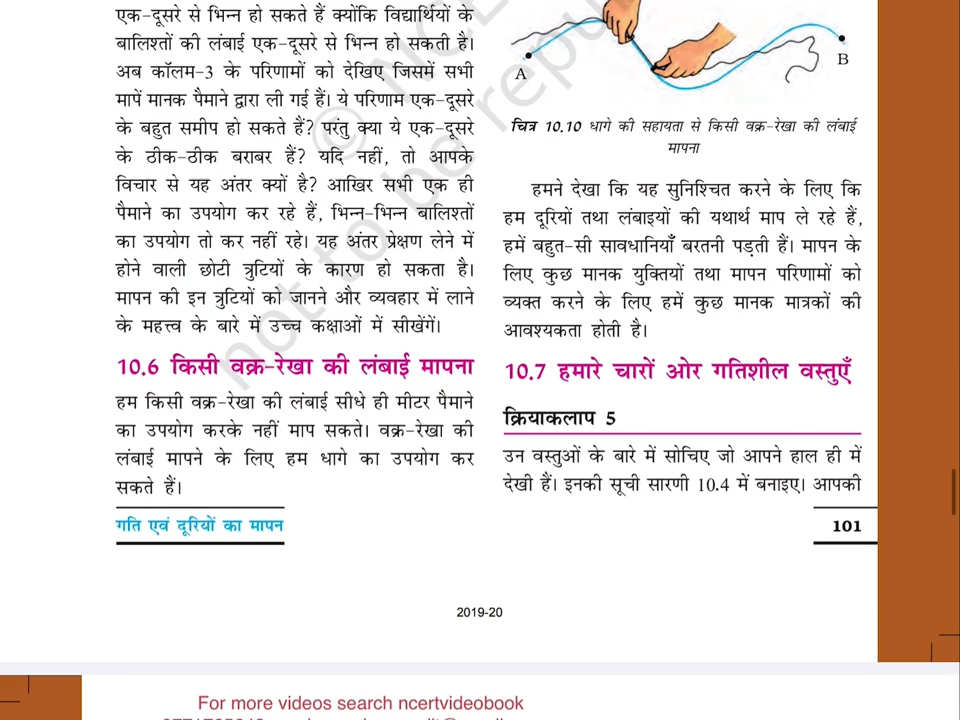 एक-दूसरे से भिन्न हो सकते हैं क्योंकि विद्यार्थियों के
बालिश्तों की लंबाई एक-दूसरे से भिन्न हो सकती है।
अब कॉलम-3 के परिणामों को देखिए जिसमें सभी
मापें मानक पैमाने द्वारा ली गई हैं। ये परिणाम एक-दूसरे
के बहुत समीप हो सकते हैं? परंतु क्या ये एक-दूसरे
के ठीक-ठीक बराबर हैं? यदि नहीं, तो आपके
विचार से यह अंतर क्यों है? आखिर सभी एक ही
पैमाने का उपयोग कर रहे हैं, भिन्न-भिन्न बालिश्तों
का उपयोग तो कर नहीं रहे। यह अंतर प्रेक्षण लेने में
होने वाली छोटी त्रुटियों के कारण हो सकता है।
मापन की इन त्रुटियों को जानने और व्यवहार में लाने
के महत्त्व के बारे में उच्च कक्षाओं में सीखेंगें।
10.6 किसी वक्र-रेखा की लंबाई मापना
हम किसी वक्र-रेखा की लंबाई सीधे ही मीटर पैमाने
का उपयोग करके नहीं माप सकते। वक्र-रेखा की
लंबाई मापने के लिए हम धागे का उपयोग कर
सकते हैं।
A
B
चित्र 10.10 धागे की सहायता से किसी वक्र-रेखा की लंबाई
मापना
हमने देखा कि यह सुनिश्चित करने के लिए कि
हम दूरियों तथा लंबाइयों की यथार्थ माप ले रहे हैं,
हमें बहुत-सी सावधानियाँ बरतनी पड़ती हैं। मापन के
लिए कुछ मानक युक्तियों तथा मापन परिणामों को
व्यक्त करने के लिए हमें कुछ मानक मात्रकों की
आवश्यकता होती है।
10.7 हमारे चारों ओर गतिशील वस्तुएँ
क्रियाकलाप 5
उन वस्तुओं के बारे में सोचिए जो आपने हाल ही में
देखी हैं। इनकी सूची सारणी 10.4 में बनाइए। आपकी
गति एवं दूरियों का मापन
101
2019-20
© NCE
not to be repu
For more videos search ncertvideobook